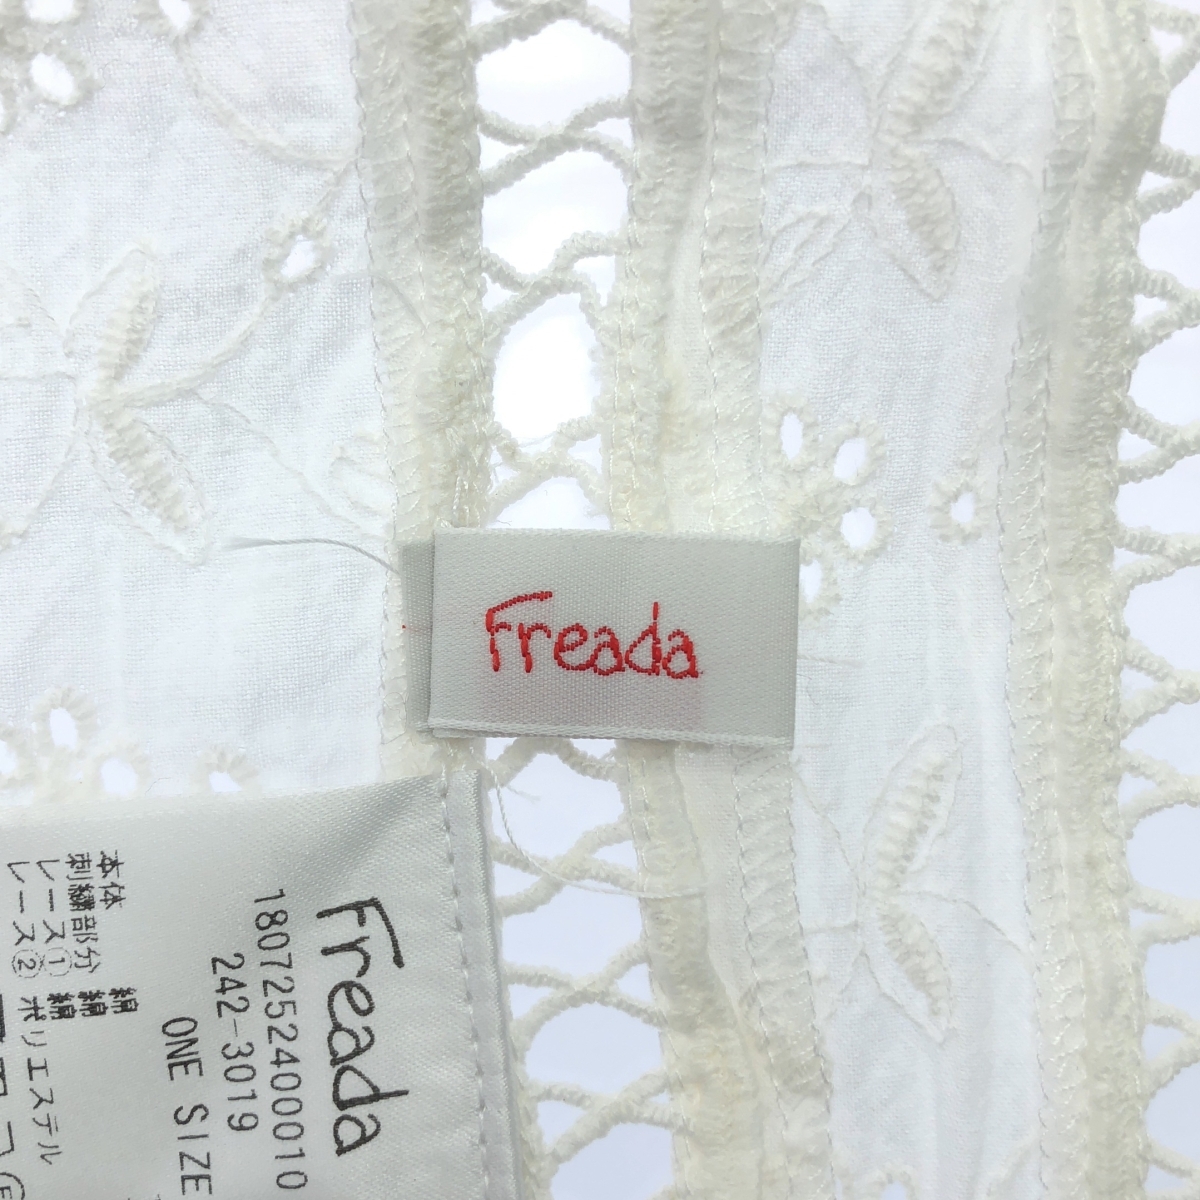 Freada
Freada
180725240010
242-3019
ONE SIZE
本体 綿
刺繍部分 綿
レース① 綿
レース② ポリエステル